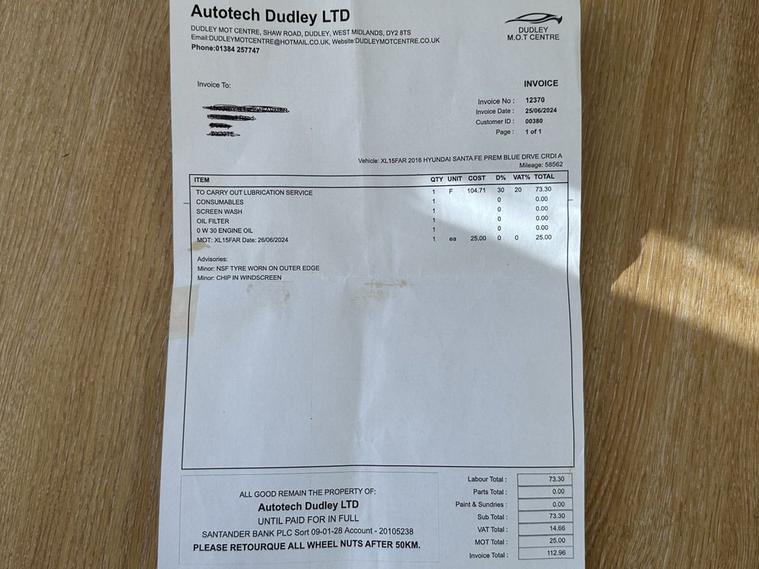 Autotech Dudley LTD
DUDLEY MOT CENTRE, SHAW ROAD, DUDLEY, WEST MIDLANDS, DY2 8TS
Email:DUDLEYMOTCENTRE@HOTMAIL.CO.UK, Website:DUDLEYMOTCENTRE.CO.UK
Phone:01384 257747
DUDLEY
M.O.T CENTRE
Invoice To:
INVOICE
Invoice No : 12370
Invoice Date : 25/06/2024
Customer ID : 00380
Page : 1 of 1
Vehicle: XL15FAR 2016 HYUNDAI SANTA FE PREM BLUE DRVE CRDI A
Mileage: 58562
ITEM QTY UNIT COST D% VAT% TOTAL
TO CARRY OUT LUBRICATION SERVICE 1 F 104.71 30 20 73.30
CONSUMABLES 1 0 0.00
SCREEN WASH 1 0 0.00
OIL FILTER 1 0 0.00
0 W 30 ENGINE OIL 1 0 0.00
MOT: XL15FAR Date: 26/06/2024 1 ea 25.00 0 0 25.00
Advisories:
Minor: NSF TYRE WORN ON OUTER EDGE
Minor: CHIP IN WINDSCREEN
ALL GOOD REMAIN THE PROPERTY OF:
Autotech Dudley LTD
UNTIL PAID FOR IN FULL
SANTANDER BANK PLC Sort 09-01-28 Account - 20105238
PLEASE RETOURQUE ALL WHEEL NUTS AFTER 50KM.
Labour Total : 73.30
Parts Total : 0.00
Paint & Sundries : 0.00
Sub Total : 73.30
VAT Total : 14.66
MOT Total : 25.00
Invoice Total : 112.96